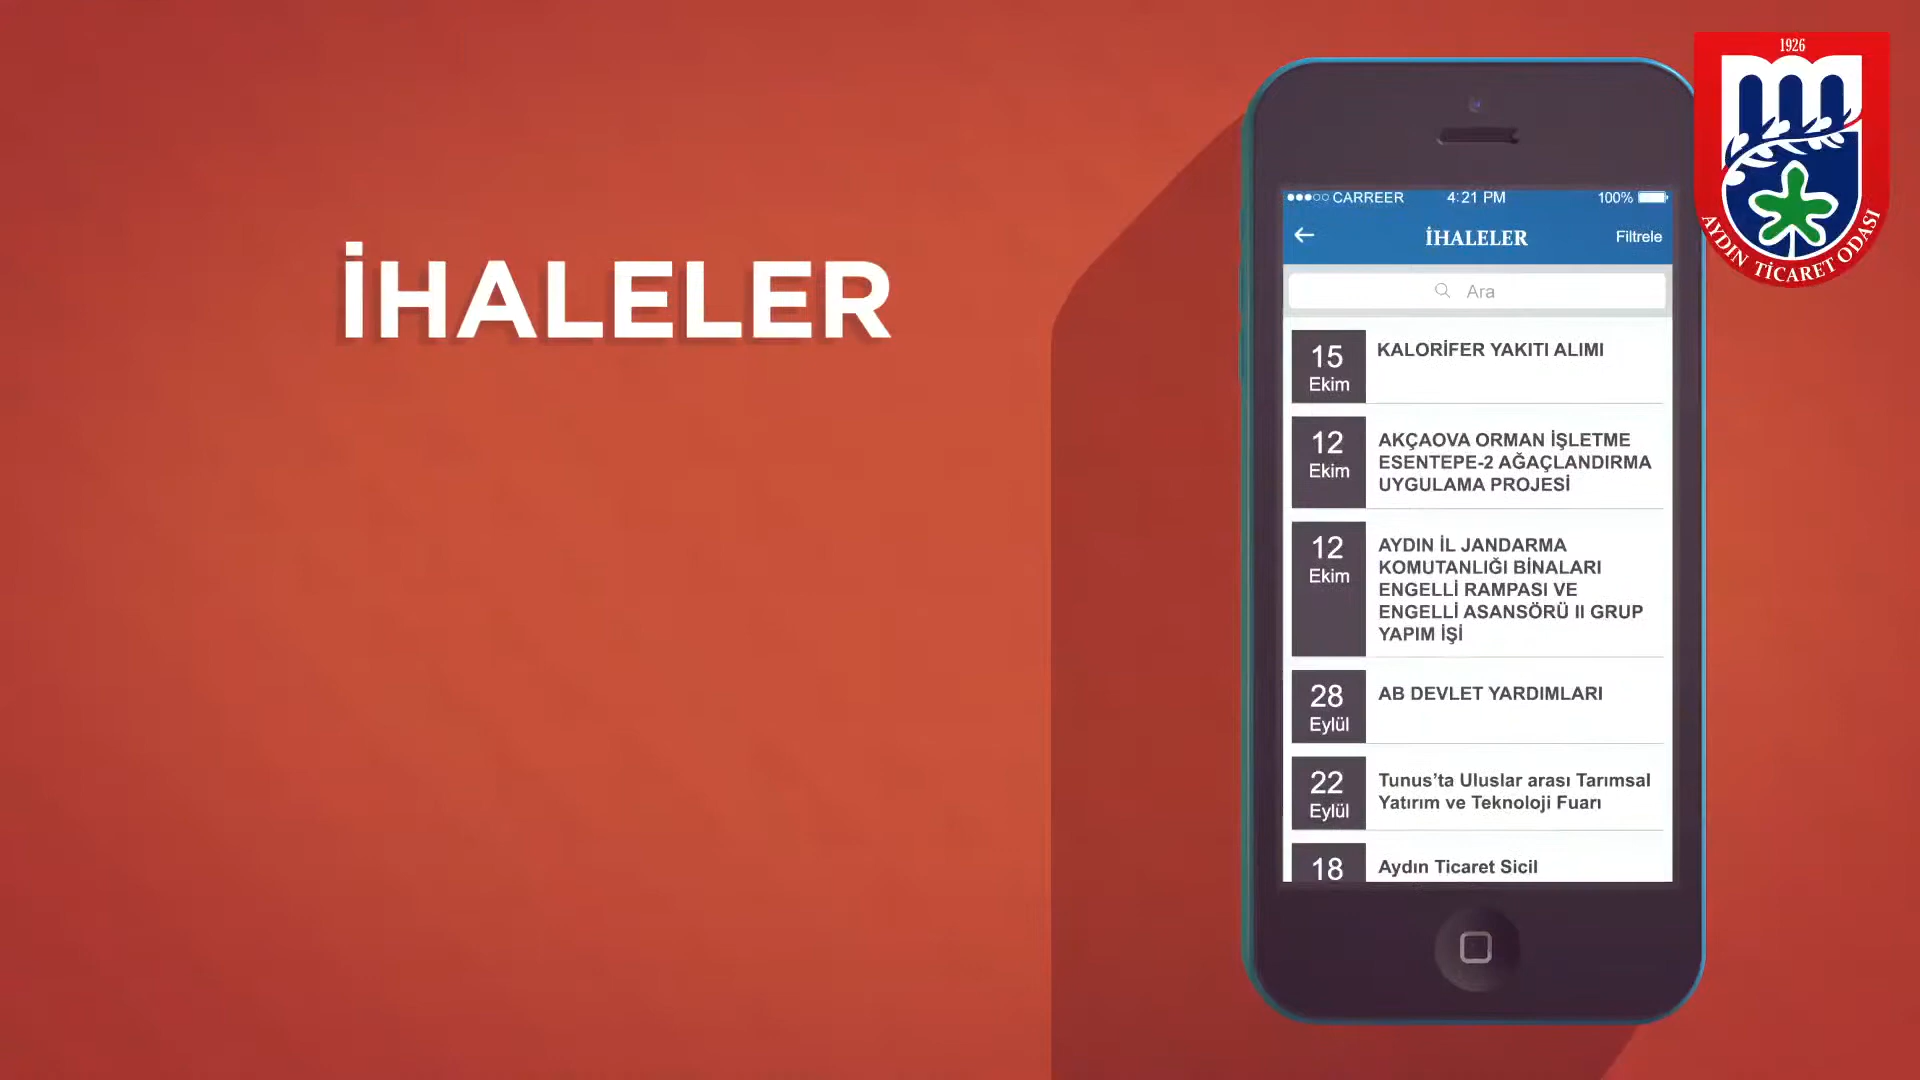 İHALELER
1926
AYDIN TİCARET ODASI
CARREER 4:21 PM 100%
İHALELER Filtrele
Ara
15 Ekim
KALORİFER YAKITI ALIMI
12 Ekim
AKÇAOVA ORMAN İŞLETME
ESENTEPE-2 AĞAÇLANDIRMA
UYGULAMA PROJESİ
12 Ekim
AYDIN İL JANDARMA
KOMUTANLIĞI BİNALARI
ENGELLİ RAMPASI VE
ENGELLİ ASANSÖRÜ II GRUP
YAPIM İŞİ
28 Eylül
AB DEVLET YARDIMLARI
22 Eylül
Tunus’ta Uluslar arası Tarımsal
Yatırım ve Teknoloji Fuarı
18
Aydın Ticaret Sicil